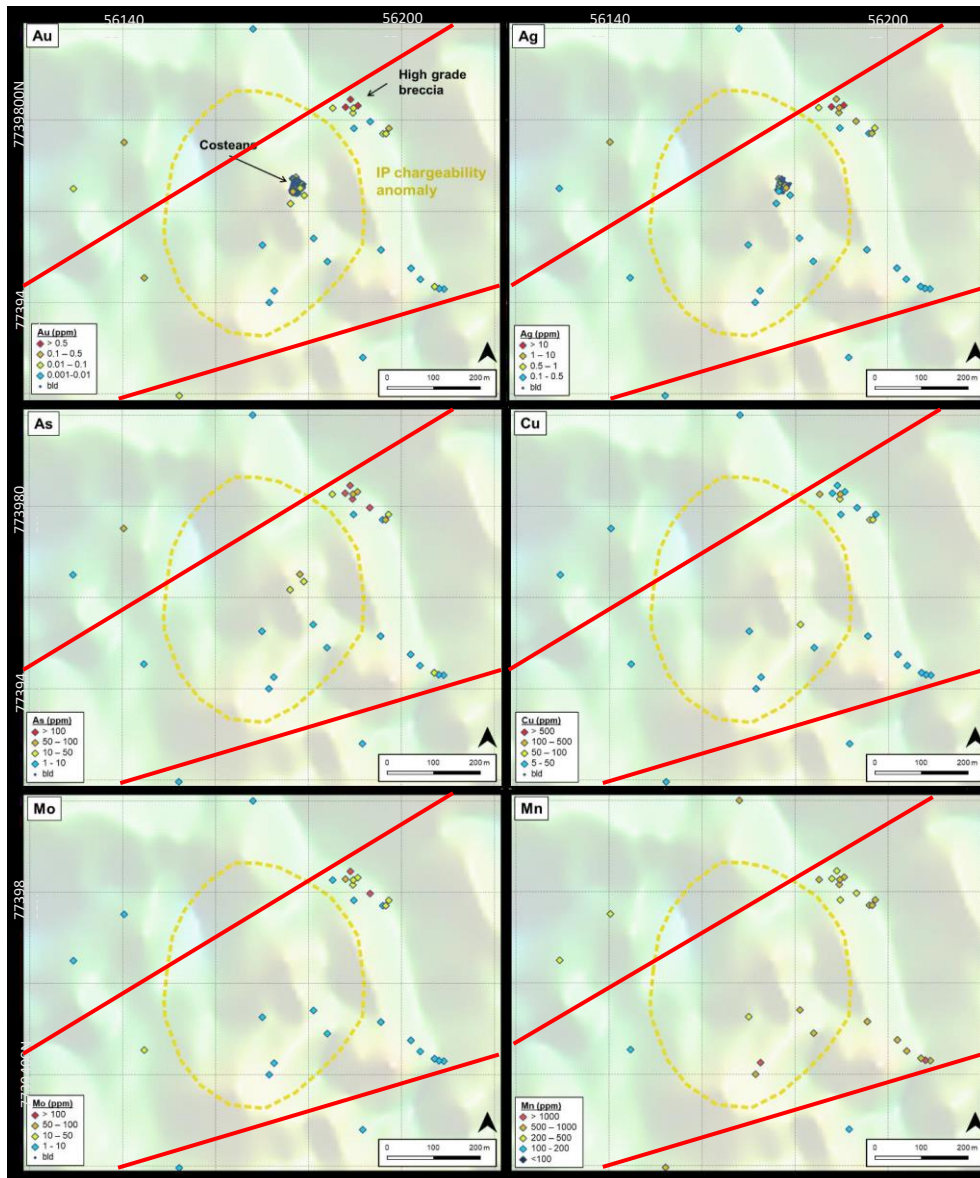 56140
56200
56140
56200
Au
Ag
High grade
breccia
Costeans
IP chargeability
anomaly
7739800N
77394
Au (ppm)
> 0.5
0.1 – 0.5
0.01 – 0.1
0.001-0.01
bld
0 100 200 m
Ag (ppm)
> 10
1 – 10
0.5 – 1
0.1 - 0.5
bld
0 100 200 m
As
Cu
773980
77394
As (ppm)
> 100
50 – 100
10 – 50
1 - 10
bld
0 100 200 m
Cu (ppm)
> 500
100 – 500
50 – 100
5 - 50
bld
0 100 200 m
Mo
Mn
77398
Mo (ppm)
> 100
50 – 100
10 – 50
1 - 10
bld
0 100 200 m
Mn (ppm)
> 1000
500 – 1000
200 – 500
100 - 200
<100
0 100 200 m